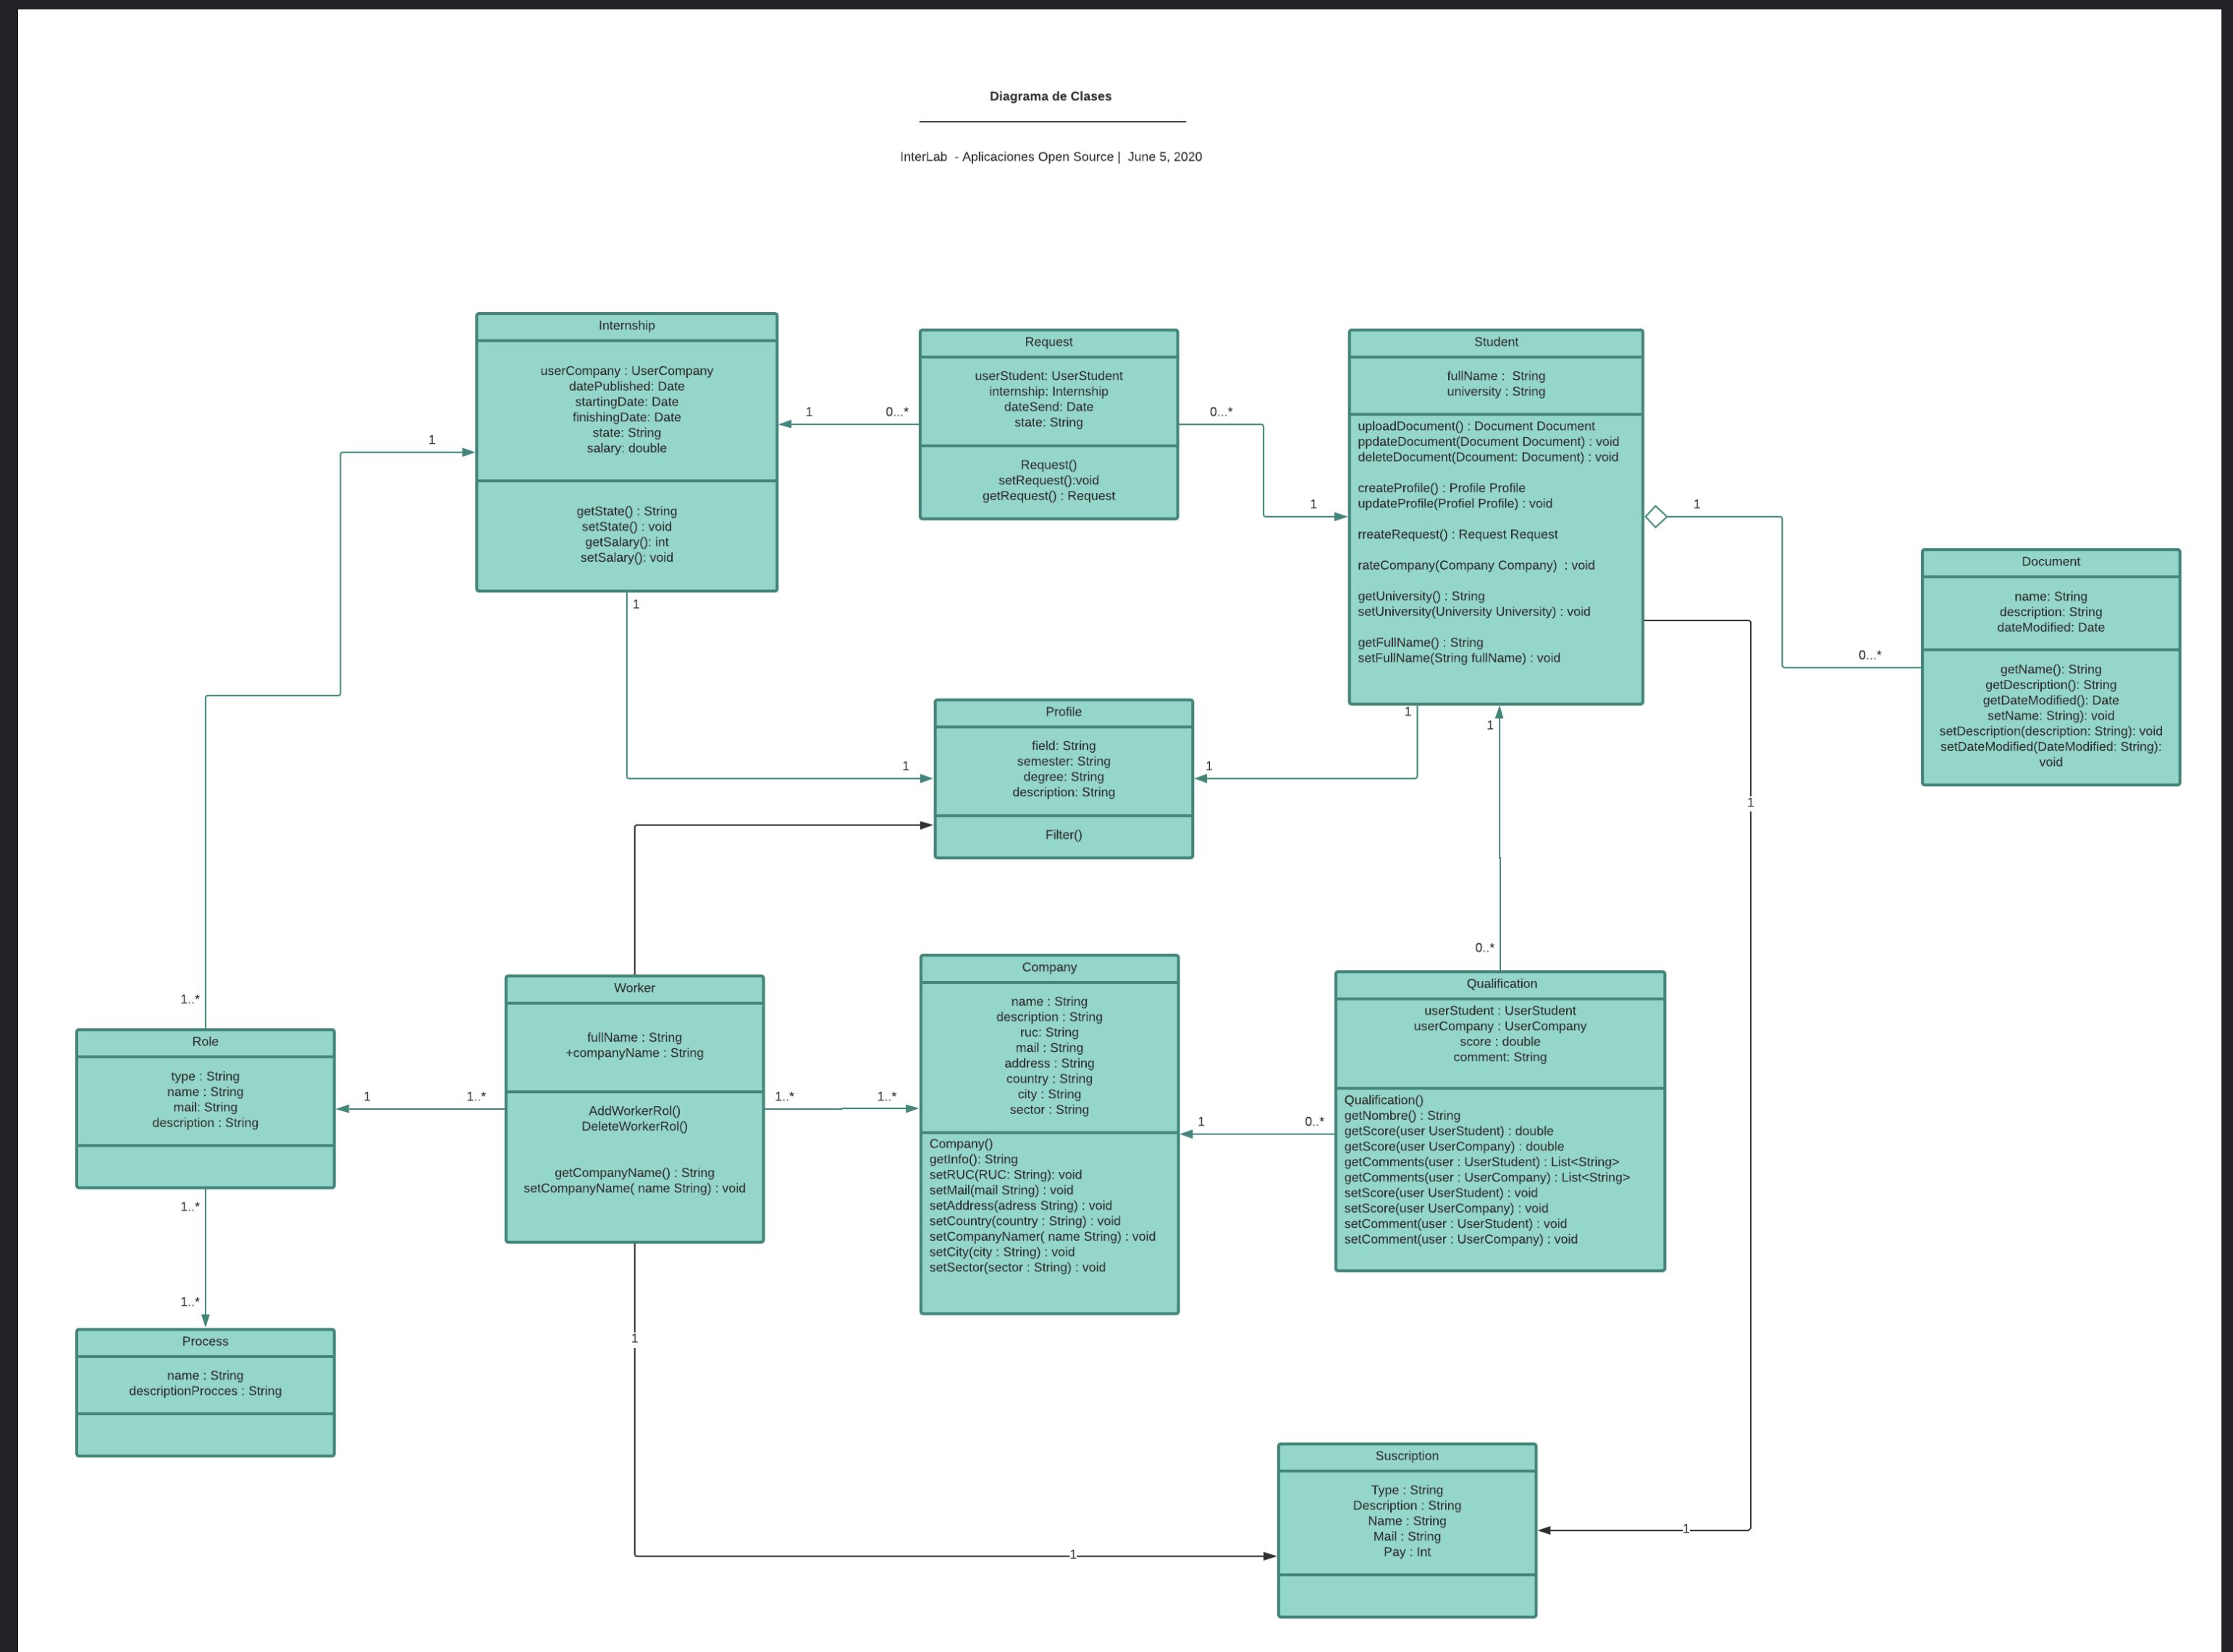 Diagrama de Clases
InterLab - Aplicaciones Open Source | June 5, 2020
Internship
userCompany : UserCompany
datePublished: Date
startingDate: Date
finishingDate: Date
state: String
salary: double
getState() : String
setState() : void
getSalary(): int
setSalary(): void
1
0...*
Request
userStudent: UserStudent
internship: Internship
dateSend: Date
state: String
Request()
setRequest():void
getRequest() : Request
0...*
1
Student
fullName : String
university : String
uploadDocument() : Document Document
ppdateDocument(Document Document) : void
deleteDocument(Dcoument: Document) : void
createProfile() : Profile Profile
updateProfile(Profiel Profile) : void
rreateRequest() : Request Request
rateCompany(Company Company) : void
getUniversity() : String
setUniversity(University University) : void
getFullName() : String
setFullName(String fullName) : void
1
0...*
Document
name: String
description: String
dateModified: Date
getName(): String
getDescription(): String
getDateModified(): Date
setName: String): void
setDescription(description: String): void
setDateModified(DateModified: String):
void
1
1
1
Profile
field: String
semester: String
degree: String
description: String
Filter()
1
1
1
0..*
1
1..*
Role
type : String
name : String
mail: String
description : String
1
1..*
Worker
fullName : String
+companyName : String
AddWorkerRol()
DeleteWorkerRol()
getCompanyName() : String
setCompanyName( name String) : void
1..*
1..*
Company
name : String
description : String
ruc: String
mail : String
address : String
country : String
city : String
sector : String
Company()
getInfo(): String
setRUC(RUC: String): void
setMail(mail String) : void
setAddress(adress String) : void
setCountry(country : String) : void
setCompanyNamer( name String) : void
setCity(city : String) : void
setSector(sector : String) : void
1
0..*
Qualification
userStudent : UserStudent
userCompany : UserCompany
score : double
comment: String
Qualification()
getNombre() : String
getScore(user UserStudent) : double
getScore(user UserCompany) : double
getComments(user : UserStudent) : List<String>
getComments(user : UserCompany) : List<String>
setScore(user UserStudent) : void
setScore(user UserCompany) : void
setComment(user : UserStudent) : void
setComment(user : UserCompany) : void
1..*
1..*
Process
name : String
descriptionProcces : String
1
1
Suscription
Type : String
Description : String
Name : String
Mail : String
Pay : Int
1